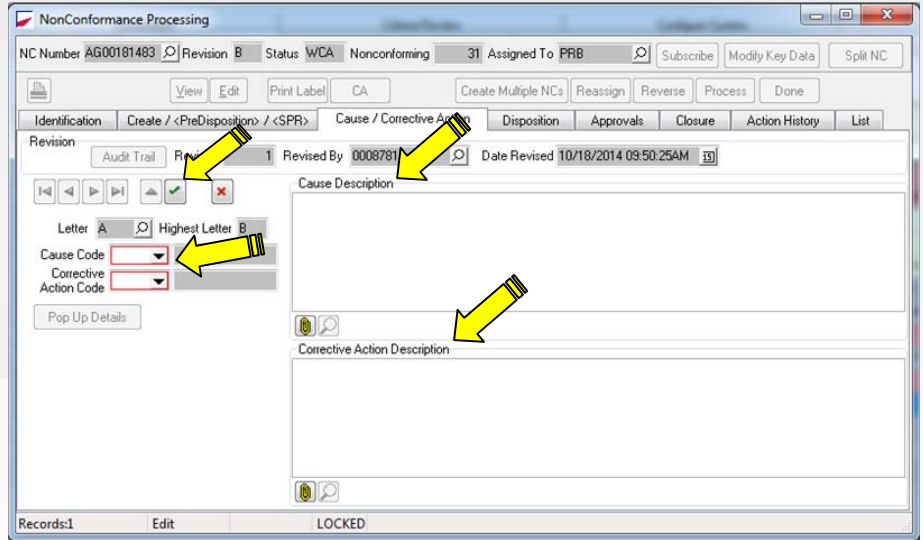 NonConformance Processing
NC Number AG00181483 Revision B Status WCA Nonconforming 31 Assigned To PRB Subscribe Modify Key Data Split NC
View Edit Print Label CA Create Multiple NCs Reassign Reverse Process Done
Identification Create / <PreDisposition> / <SPR> Cause / Corrective Action Disposition Approvals Closure Action History List
Revision
Audit Trail 1 Revised By 0008781 Date Revised 10/18/2014 09:50:25AM 15
Cause Description
Letter A Highest Letter B
Cause Code
Corrective
Action Code
Pop Up Details
Corrective Action Description
Records:1 Edit LOCKED